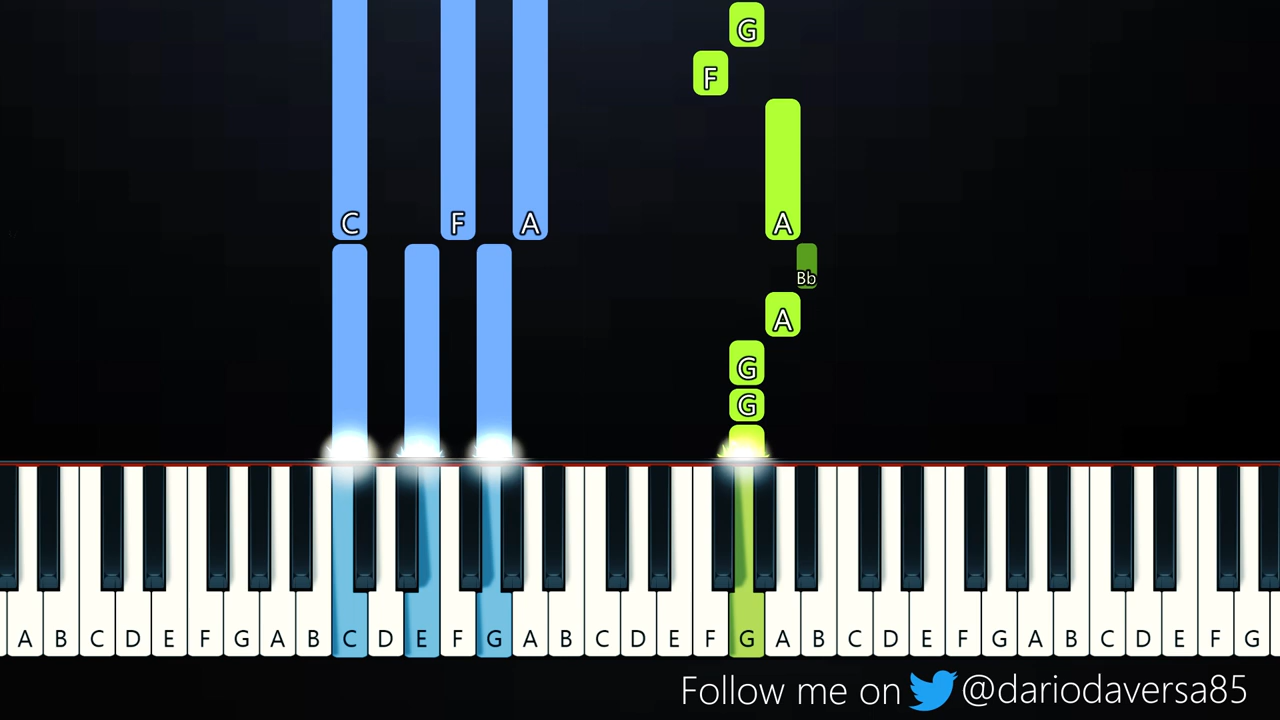 G
F
C F A A
Bb
A
G
G
A B C D E F G A B C D E F G A B C D E F G A B C D E F G A B C D E F G
Follow me on @dariodaversa85